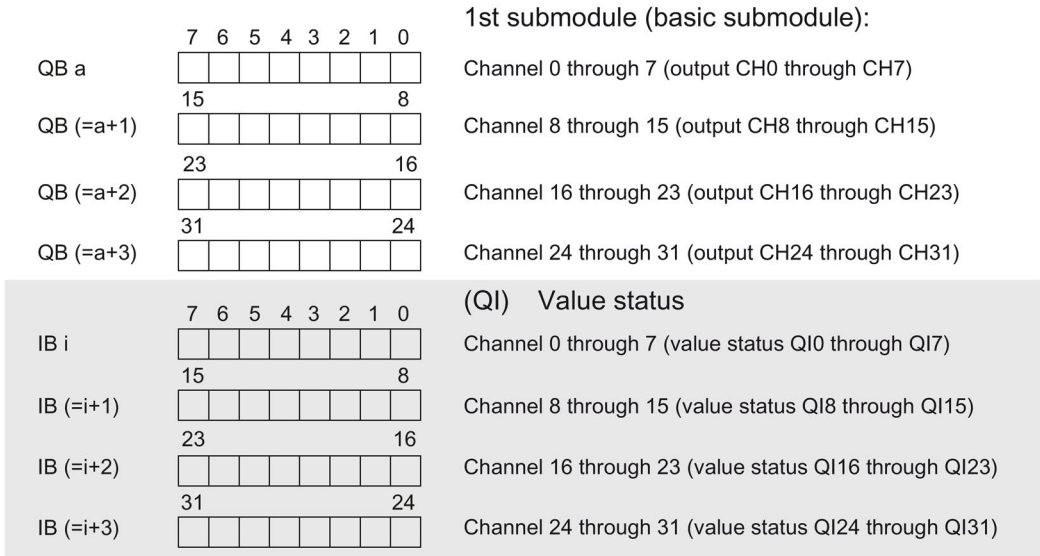 1st submodule (basic submodule):
7 6 5 4 3 2 1 0
QB a Channel 0 through 7 (output CH0 through CH7)
15 8
QB (=a+1) Channel 8 through 15 (output CH8 through CH15)
23 16
QB (=a+2) Channel 16 through 23 (output CH16 through CH23)
31 24
QB (=a+3) Channel 24 through 31 (output CH24 through CH31)
(QI) Value status
7 6 5 4 3 2 1 0
IB i Channel 0 through 7 (value status QI0 through QI7)
15 8
IB (=i+1) Channel 8 through 15 (value status QI8 through QI15)
23 16
IB (=i+2) Channel 16 through 23 (value status QI16 through QI23)
31 24
IB (=i+3) Channel 24 through 31 (value status QI24 through QI31)